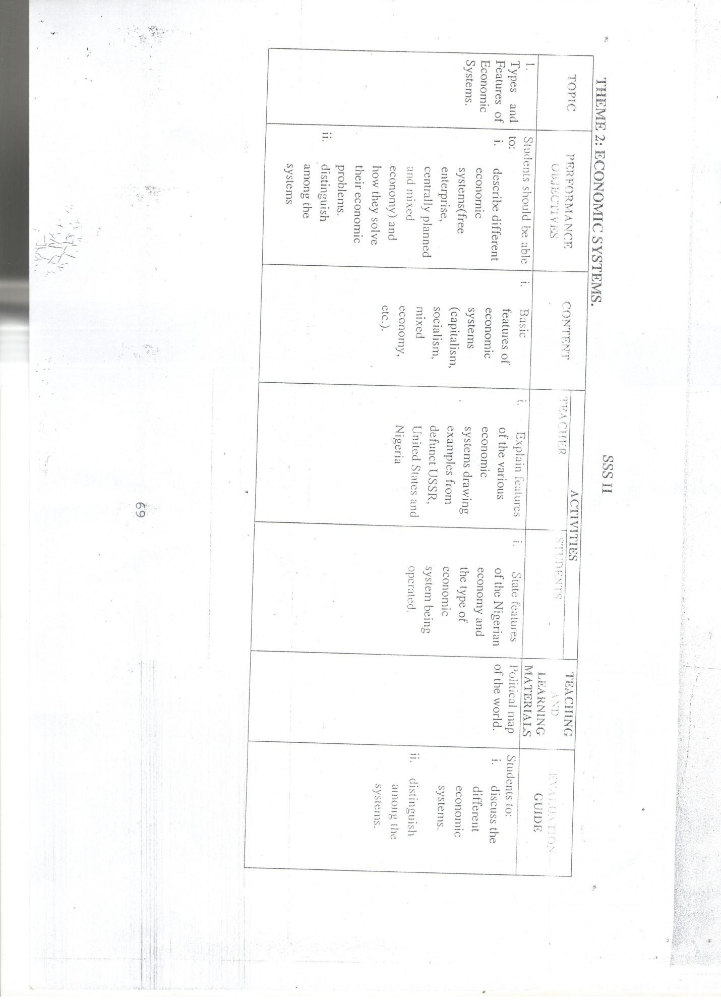 SSS II
THEME 2: ECONOMIC SYSTEMS.
TOPIC
PERFORMANCE
OBJECTIVES
CONTENT
ACTIVITIES
TEACHER
STUDENTS
TEACHING
AND
LEARNING
MATERIALS
EVALUATION
GUIDE
1.
Types and
Features of
Economic
Systems.
Students should be able
to:
i. describe different
economic
systems(free
enterprise,
centrally planned
and mixed
economy) and
how they solve
their economic
problems.
ii. distinguish
among the
systems
i. Basic
features of
economic
systems
(capitalism,
socialism,
mixed
economy,
etc.).
i. Explain features
of the various
economic
systems drawing
examples from
defunct USSR,
United States and
Nigeria
i. State features
of the Nigerian
economy and
the type of
economic
system being
operated.
Political map
of the world.
Students to:
i. discuss the
different
economic
systems.
ii. distinguish
among the
systems.
69